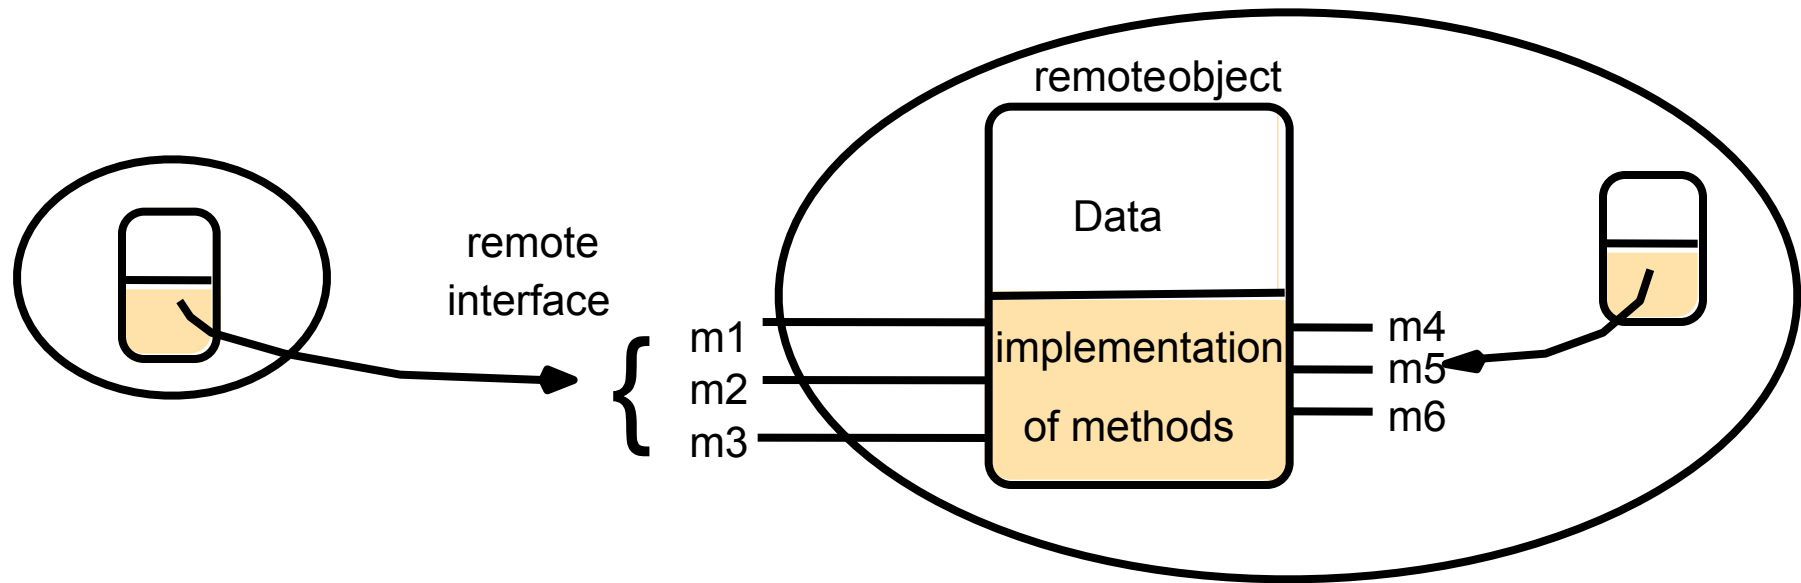 remoteobject
Data
remote
interface
{
m1
m2
m3
implementation
of methods
m4
m5
m6